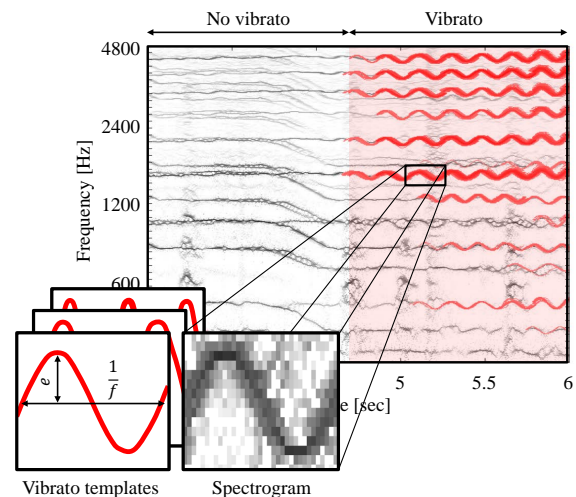 No vibrato Vibrato
4800
2400
1200
600
Frequency [Hz]
5 5.5 6
e [sec]
e
1
f
Vibrato templates Spectrogram